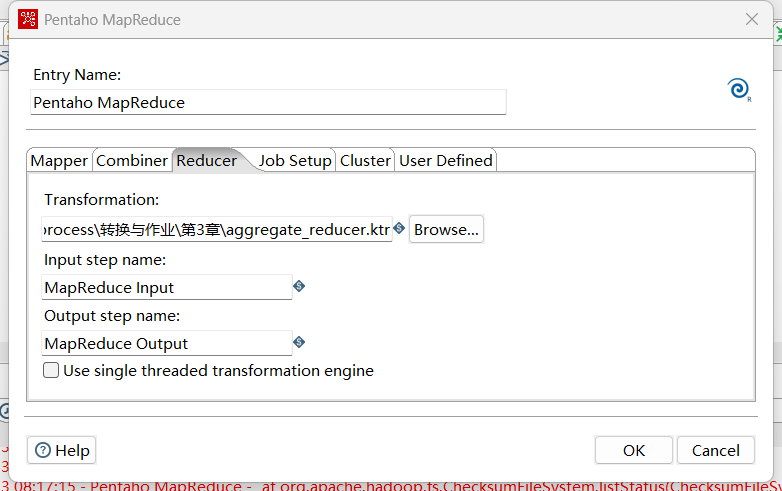 Pentaho MapReduce
Entry Name:
Pentaho MapReduce
R
Mapper Combiner Reducer Job Setup Cluster User Defined
Transformation:
process\转换与作业\第3章\aggregate_reducer.ktr S Browse...
Input step name:
MapReduce Input S
Output step name:
MapReduce Output S
Use single threaded transformation engine
? Help OK Cancel
3
3 08:17:15 - Pentaho MapReduce - at org.apache.hadoop.fs.ChecksumFileSystem.listStatus(ChecksumFileSy